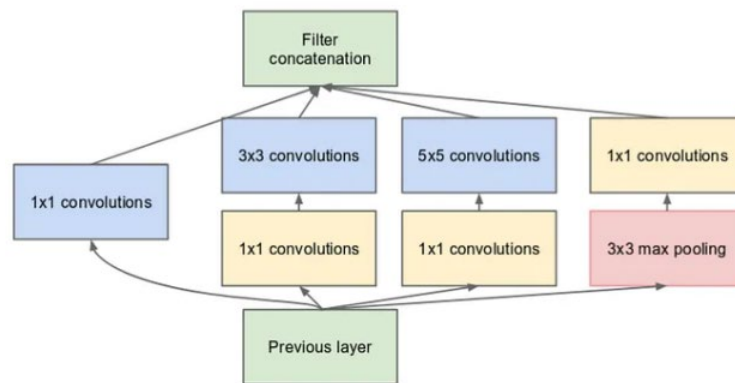 Filter
concatenation
3x3 convolutions
5x5 convolutions
1x1 convolutions
1x1 convolutions
1x1 convolutions
1x1 convolutions
3x3 max pooling
Previous layer